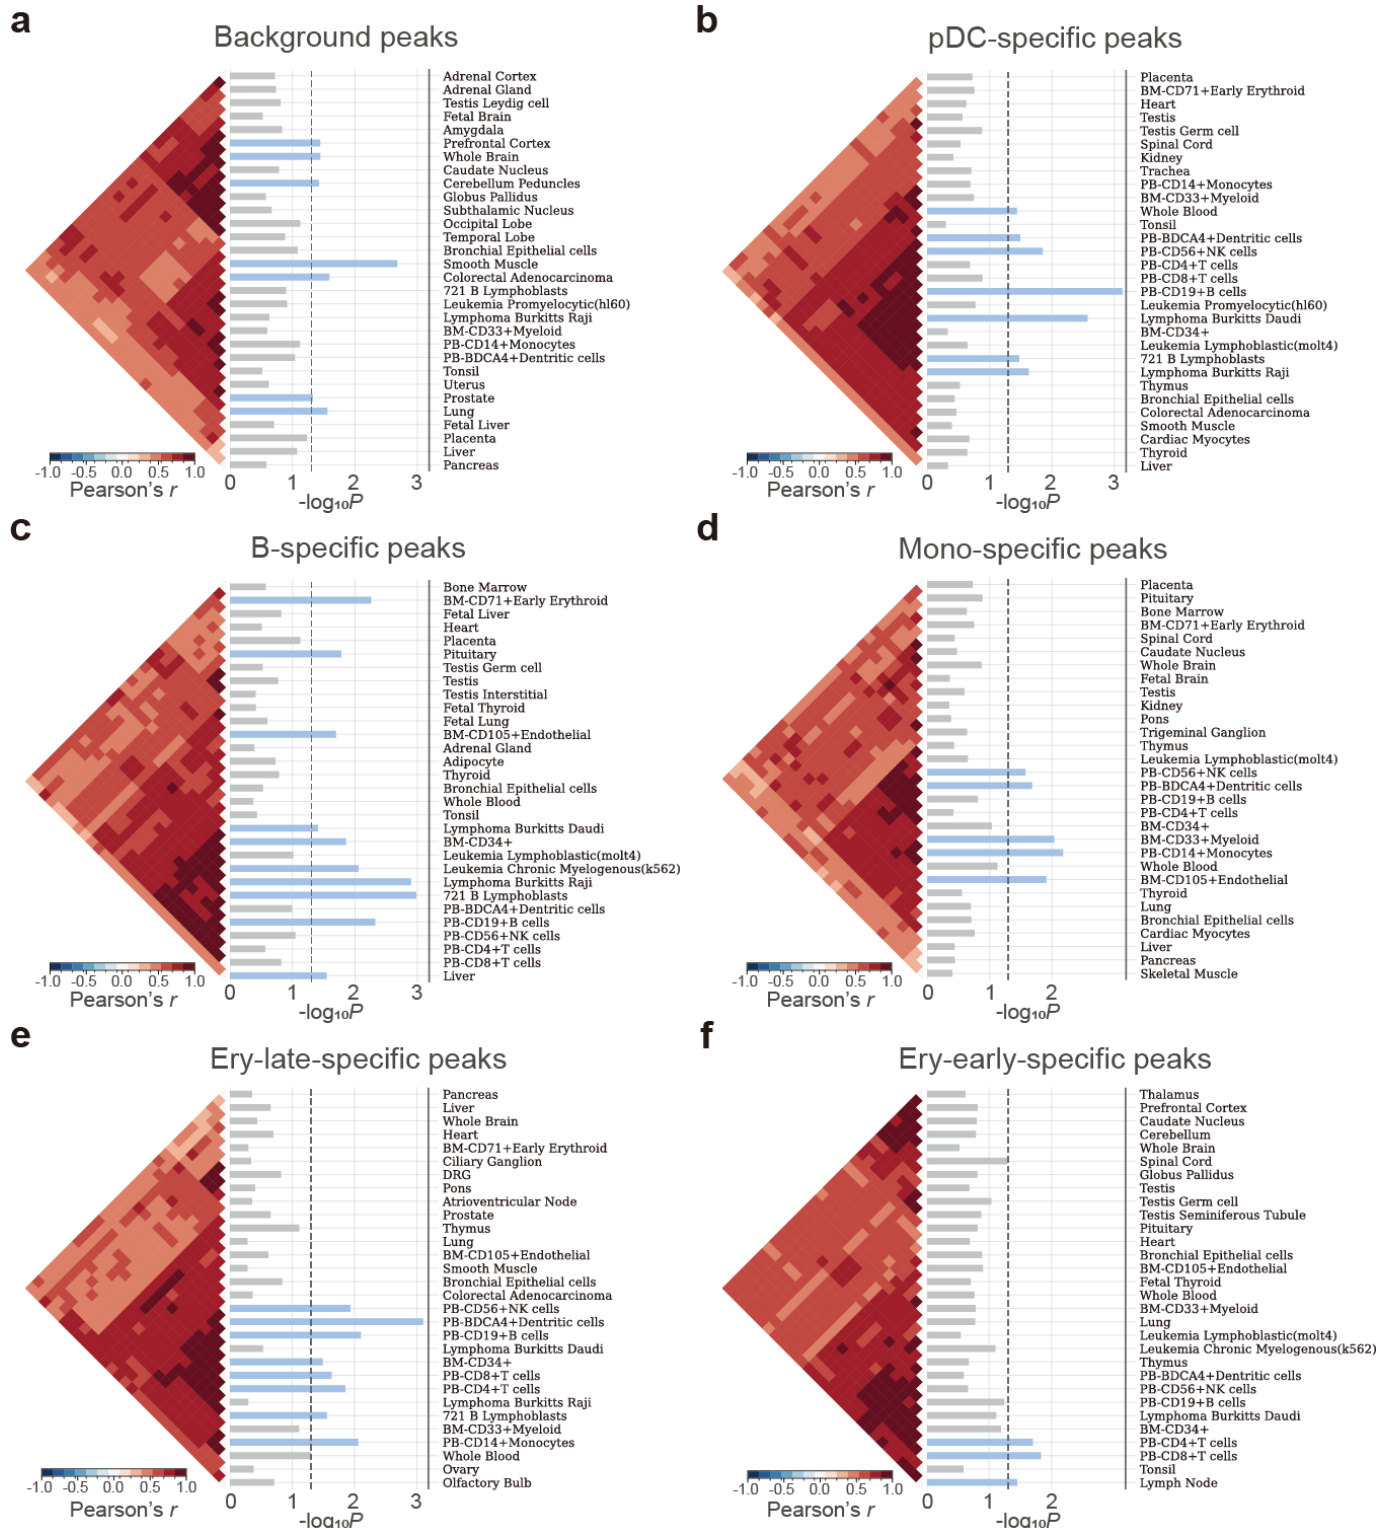 a
Background peaks
Adrenal Cortex
Adrenal Gland
Testis Leydig cell
Fetal Brain
Amygdala
Prefrontal Cortex
Whole Brain
Caudate Nucleus
Cerebellum Peduncles
Globus Pallidus
Subthalamic Nucleus
Occipital Lobe
Temporal Lobe
Bronchial Epithelial cells
Smooth Muscle
Colorectal Adenocarcinoma
721 B Lymphoblasts
Leukemia Promyelocytic(hl60)
Lymphoma Burkitts Raji
BM-CD33+Myeloid
PB-CD14+Monocytes
PB-BDCA4+Dentritic cells
Tonsil
Uterus
Prostate
Lung
Fetal Liver
Placenta
Liver
Pancreas
-1.0 -0.5 0.0 0.5 1.0
Pearson's r
0 1 2 3
-log₁₀P
b
pDC-specific peaks
Placenta
BM-CD71+Early Erythroid
Heart
Testis
Testis Germ cell
Spinal Cord
Kidney
Trachea
PB-CD14+Monocytes
BM-CD33+Myeloid
Whole Blood
Tonsil
PB-BDCA4+Dentritic cells
PB-CD56+NK cells
PB-CD4+T cells
PB-CD8+T cells
PB-CD19+B cells
Leukemia Promyelocytic(hl60)
Lymphoma Burkitts Daudi
BM-CD34+
Leukemia Lymphoblastic(molt4)
721 B Lymphoblasts
Lymphoma Burkitts Raji
Thymus
Bronchial Epithelial cells
Colorectal Adenocarcinoma
Smooth Muscle
Cardiac Myocytes
Thyroid
Liver
-1.0 -0.5 0.0 0.5 1.0
Pearson's r
0 1 2 3
-log₁₀P
c
B-specific peaks
Bone Marrow
BM-CD71+Early Erythroid
Fetal Liver
Heart
Placenta
Pituitary
Testis Germ cell
Testis
Testis Interstitial
Fetal Thyroid
Fetal Lung
BM-CD105+Endothelial
Adrenal Gland
Adipocyte
Thyroid
Bronchial Epithelial cells
Whole Blood
Tonsil
Lymphoma Burkitts Daudi
BM-CD34+
Leukemia Lymphoblastic(molt4)
Leukemia Chronic Myelogenous(k562)
Lymphoma Burkitts Raji
721 B Lymphoblasts
PB-BDCA4+Dentritic cells
PB-CD19+B cells
PB-CD56+NK cells
PB-CD4+T cells
PB-CD8+T cells
Liver
-1.0 -0.5 0.0 0.5 1.0
Pearson's r
0 1 2 3
-log₁₀P
d
Mono-specific peaks
Placenta
Pituitary
Bone Marrow
BM-CD71+Early Erythroid
Spinal Cord
Caudate Nucleus
Whole Brain
Fetal Brain
Testis
Kidney
Pons
Trigeminal Ganglion
Thymus
Leukemia Lymphoblastic(molt4)
PB-CD56+NK cells
PB-BDCA4+Dentritic cells
PB-CD19+B cells
PB-CD4+T cells
BM-CD34+
BM-CD33+Myeloid
PB-CD14+Monocytes
Whole Blood
BM-CD105+Endothelial
Thyroid
Lung
Bronchial Epithelial cells
Cardiac Myocytes
Liver
Pancreas
Skeletal Muscle
-1.0 -0.5 0.0 0.5 1.0
Pearson's r
0 1 2
-log₁₀P
e
Ery-late-specific peaks
Pancreas
Liver
Whole Brain
Heart
BM-CD71+Early Erythroid
Ciliary Ganglion
DRG
Pons
Atrioventricular Node
Prostate
Thymus
Lung
BM-CD105+Endothelial
Smooth Muscle
Bronchial Epithelial cells
Colorectal Adenocarcinoma
PB-CD56+NK cells
PB-BDCA4+Dentritic cells
PB-CD19+B cells
Lymphoma Burkitts Daudi
BM-CD34+
PB-CD8+T cells
PB-CD4+T cells
Lymphoma Burkitts Raji
721 B Lymphoblasts
BM-CD33+Myeloid
PB-CD14+Monocytes
Whole Blood
Ovary
Olfactory Bulb
-1.0 -0.5 0.0 0.5 1.0
Pearson's r
0 1 2 3
-log₁₀P
f
Ery-early-specific peaks
Thalamus
Prefrontal Cortex
Caudate Nucleus
Cerebellum
Whole Brain
Spinal Cord
Globus Pallidus
Testis
Testis Germ cell
Testis Seminiferous Tubule
Pituitary
Heart
Bronchial Epithelial cells
BM-CD105+Endothelial
Fetal Thyroid
Whole Blood
BM-CD33+Myeloid
Lung
Leukemia Lymphoblastic(molt4)
Leukemia Chronic Myelogenous(k562)
Thymus
PB-BDCA4+Dentritic cells
PB-CD56+NK cells
PB-CD19+B cells
Lymphoma Burkitts Daudi
BM-CD34+
PB-CD4+T cells
PB-CD8+T cells
Tonsil
Lymph Node
-1.0 -0.5 0.0 0.5 1.0
Pearson's r
0 1 2 3
-log₁₀P